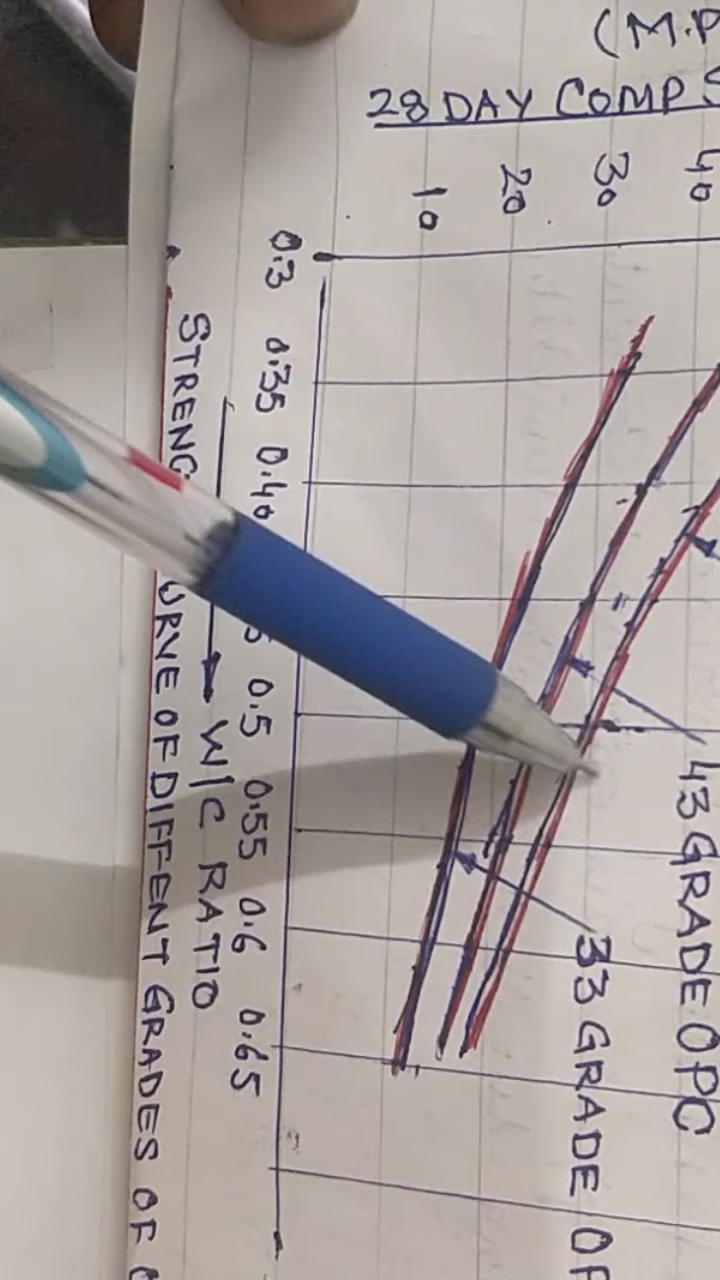 (M.P
28 DAY COMP. S
40
30
20
10
0.3 0.35 0.40 0.5 0.55 0.6 0.65
W/C RATIO
43 GRADE OPC
33 GRADE OP
STRENG URVE OF DIFFENT GRADES OF C